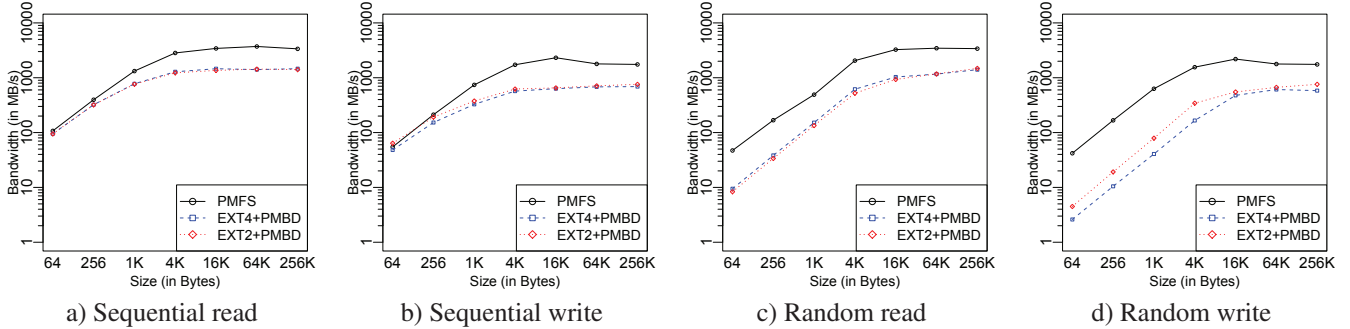 Bandwidth (in MB/s)
1 10 100 1000 10000
PMFS
EXT4+PMBD
EXT2+PMBD
64 256 1K 4K 16K 64K 256K
Size (in Bytes)
a) Sequential read
Bandwidth (in MB/s)
1 10 100 1000 10000
PMFS
EXT4+PMBD
EXT2+PMBD
64 256 1K 4K 16K 64K 256K
Size (in Bytes)
b) Sequential write
Bandwidth (in MB/s)
1 10 100 1000 10000
PMFS
EXT4+PMBD
EXT2+PMBD
64 256 1K 4K 16K 64K 256K
Size (in Bytes)
c) Random read
Bandwidth (in MB/s)
1 10 100 1000 10000
PMFS
EXT4+PMBD
EXT2+PMBD
64 256 1K 4K 16K 64K 256K
Size (in Bytes)
d) Random write